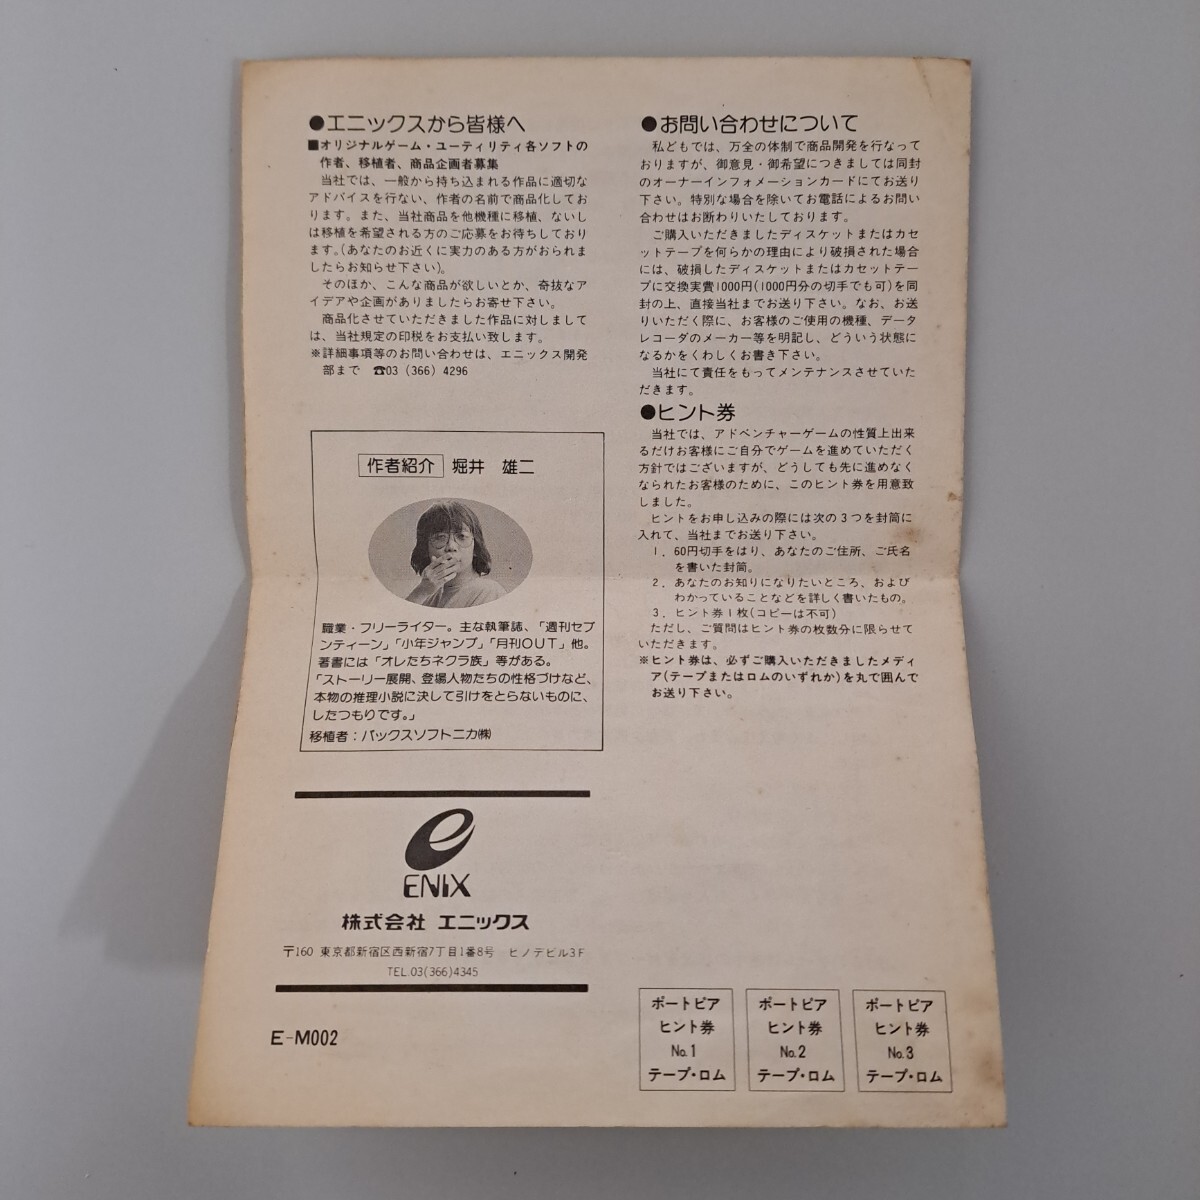 ●エニックスから皆様へ
■オリジナルゲーム・ユーティリティ各ソフトの
作者、移植者、商品企画者募集
当社では、一般から持ち込まれる作品に適切な
アドバイスを行ない、作者の名前で商品化してお
ります。また、当社商品を他機種に移植、ないし
は移植を希望される方のご応募をお待ちしており
ます。(あなたのお近くに実力のある方がおられま
したらお知らせ下さい)。
そのほか、こんな商品が欲しいとか、奇抜なア
イデアや企画がありましたらお寄せ下さい。
商品化させていただきました作品に対しまして
は、当社規定の印税をお支払い致します。
※詳細事項等のお問い合わせは、エニックス開発
部まで ☎03 (366) 4296
作者紹介 堀井 雄二
職業・フリーライター。主な執筆誌、「週刊セブ
ンティーン」「少年ジャンプ」「月刊OUT」他。
著書には「オレたちネクラ族」等がある。
「ストーリー展開、登場人物たちの性格づけなど、
本物の推理小説に決して引けをとらないものに、
したつもりです。」
移植者：パックスソフトニカ㈱
ENIX
株式会社 エニックス
〒160 東京都新宿区西新宿7丁目1番8号 ヒノデビル3F
TEL.03(366)4345
E-M002
●お問い合わせについて
私どもでは、万全の体制で商品開発を行なって
おりますが、御意見・御希望につきましては同封
のオーナーインフォメーションカードにてお送り
下さい。特別な場合を除いてお電話によるお問い
合わせはお断わりいたしております。
ご購入いただきましたディスケットまたはカセ
ットテープを何らかの理由により破損された場合
には、破損したディスケットまたはカセットテー
プに交換実費1000円(1000円分の切手でも可)を同
封の上、直接当社までお送り下さい。なお、お送
りいただく際に、お客様のご使用の機種、データ
レコーダのメーカー等を明記し、どういう状態に
なるかをくわしくお書き下さい。
当社にて責任をもってメンテナンスさせていた
だきます。
●ヒント券
当社では、アドベンチャーゲームの性質上出来
るだけお客様にご自分でゲームを進めていただく
方針ではございますが、どうしても先に進めなく
なられたお客様のために、このヒント券を用意致
しました。
ヒントをお申し込みの際には次の3つを封筒に
入れて、当社までお送り下さい。
1．60円切手をはり、あなたのご住所、ご氏名
を書いた封筒。
2．あなたのお知りになりたいところ、および
わかっていることなどを詳しく書いたもの。
3．ヒント券1枚(コピーは不可)
ただし、ご質問はヒント券の枚数分に限らせて
いただきます。
※ヒント券は、必ずご購入いただきましたメディ
ア(テープまたはロムのいずれか)を丸で囲んで
お送り下さい。
ポートピア
ヒント券
No.1
テープ・ロム
ポートピア
ヒント券
No.2
テープ・ロム
ポートピア
ヒント券
No.3
テープ・ロム